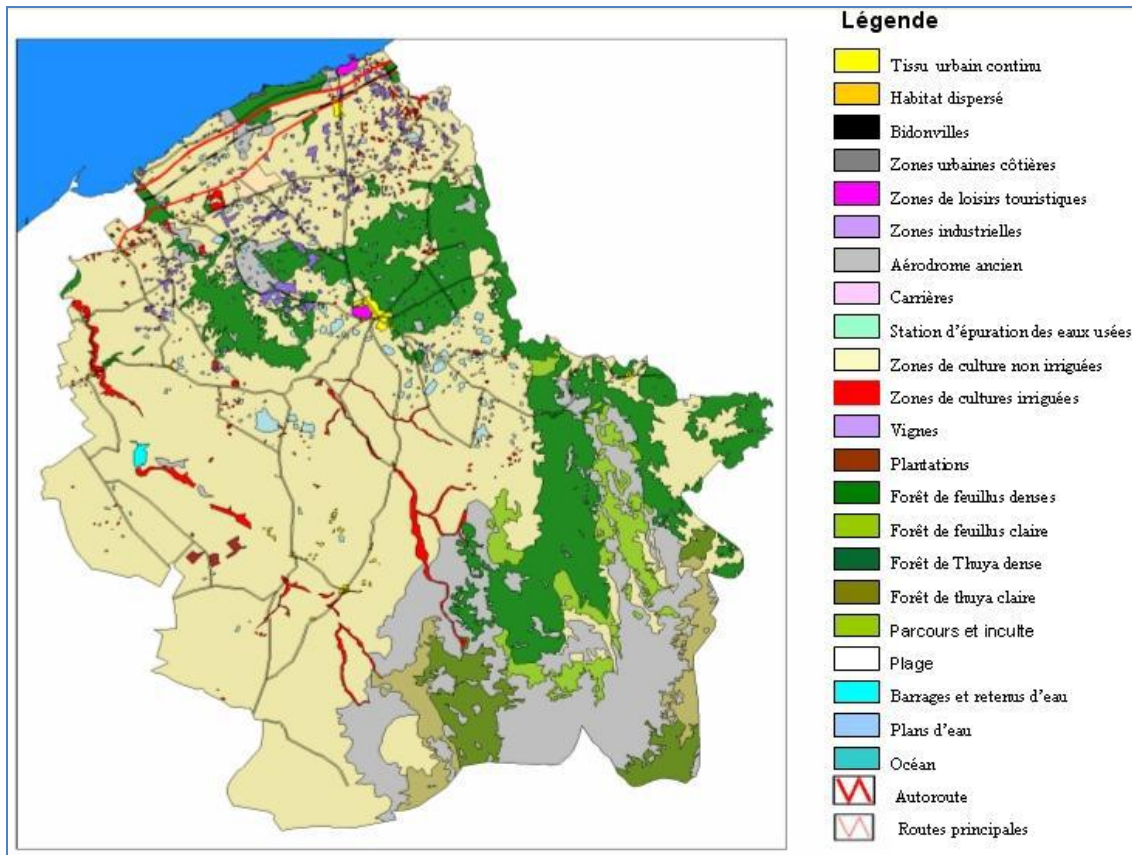 Légende
Tissu urbain continu
Habitat dispersé
Bidonvilles
Zones urbaines côtières
Zones de loisirs touristiques
Zones industrielles
Aérodrome ancien
Carrières
Station d'épuration des eaux usées
Zones de culture non irriguées
Zones de cultures irriguées
Vignes
Plantations
Forêt de feuillus denses
Forêt de feuillus claire
Forêt de Thuya dense
Forêt de thuya claire
Parcours et inculte
Plage
Barrages et retenus d'eau
Plans d'eau
Océan
Autoroute
Routes principales